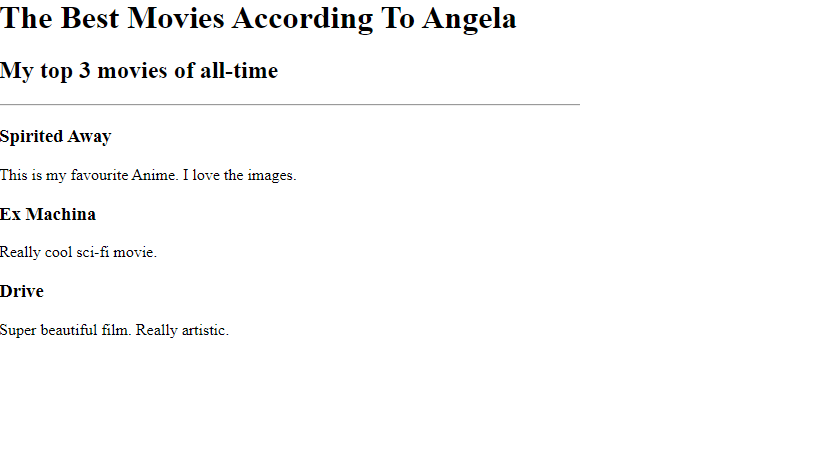 The Best Movies According To Angela
My top 3 movies of all-time
Spirited Away
This is my favourite Anime. I love the images.
Ex Machina
Really cool sci-fi movie.
Drive
Super beautiful film. Really artistic.